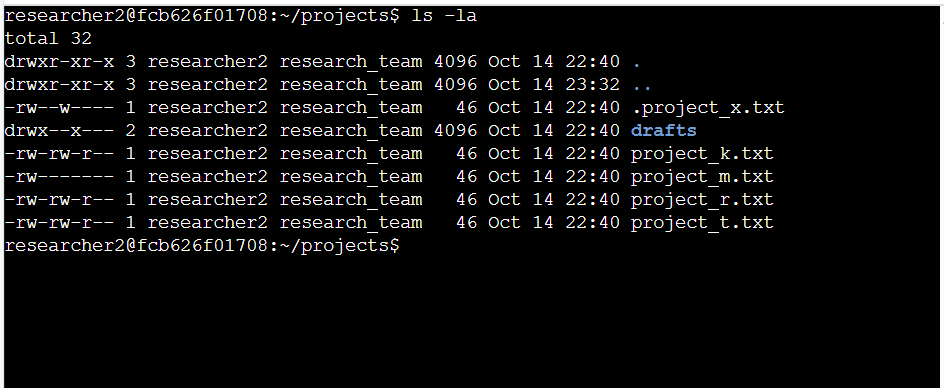 researcher2@fcb626f01708:~/projects$ ls -la
total 32
drwxr-xr-x 3 researcher2 research_team 4096 Oct 14 22:40 .
drwxr-xr-x 3 researcher2 research_team 4096 Oct 14 23:32 ..
-rw--w---- 1 researcher2 research_team   46 Oct 14 22:40 .project_x.txt
drwx--x--- 2 researcher2 research_team 4096 Oct 14 22:40 drafts
-rw-rw-r-- 1 researcher2 research_team   46 Oct 14 22:40 project_k.txt
-rw------- 1 researcher2 research_team   46 Oct 14 22:40 project_m.txt
-rw-rw-r-- 1 researcher2 research_team   46 Oct 14 22:40 project_r.txt
-rw-rw-r-- 1 researcher2 research_team   46 Oct 14 22:40 project_t.txt
researcher2@fcb626f01708:~/projects$